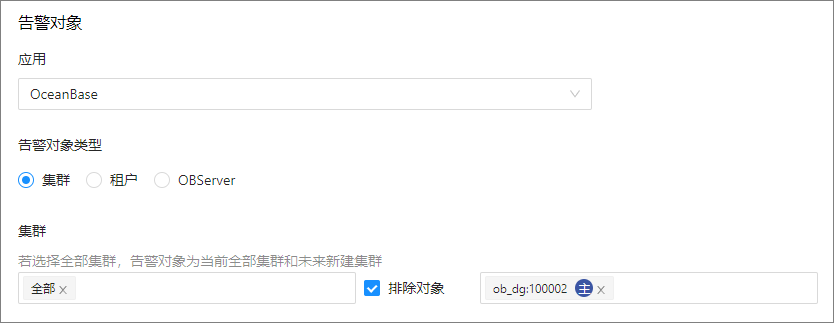 告警对象
应用
OceanBase
告警对象类型
集群 租户 OBServer
集群
若选择全部集群，告警对象为当前全部集群和未来新建集群
全部 x 排除对象 ob_dg:100002 主 x